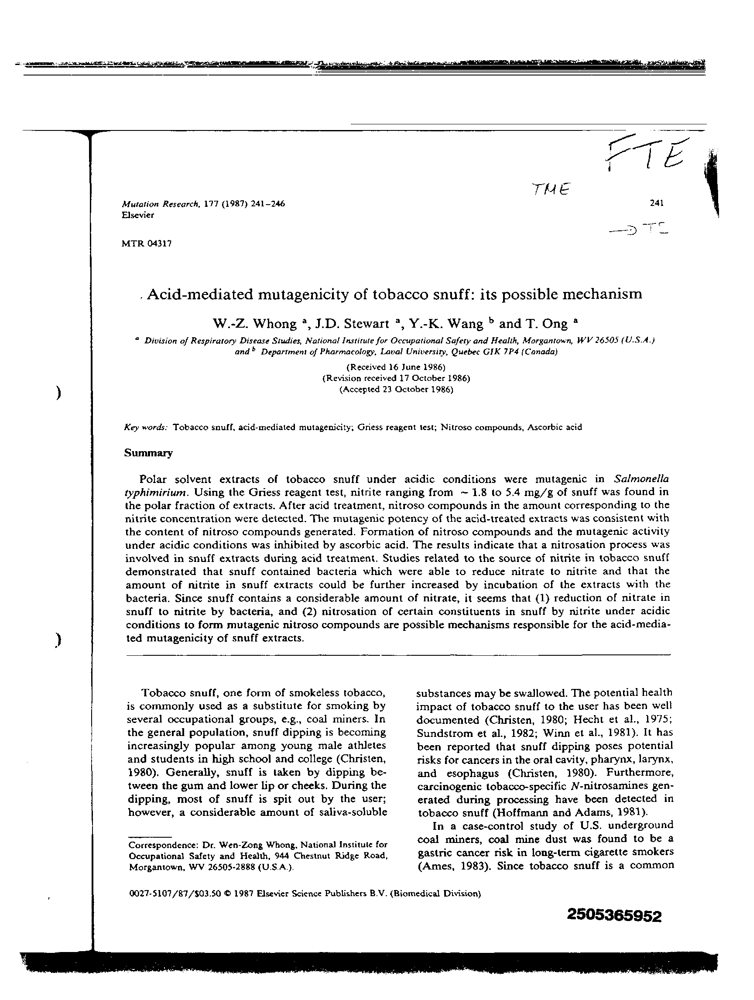 FTE
TME
Mutation Research, 177 (1987) 241–246
241
Elsevier
MTR 04317
Acid-mediated mutagenicity of tobacco snuff: its possible mechanism
W.-Z. Whong a, J.D. Stewart a, Y.-K. Wang b and T. Ong a
a Division of Respiratory Disease Studies, National Institute for Occupational Safety and Health, Morgantown, WV 26505 (U.S.A.)
and b Department of Pharmacology, Laval University, Quebec G1K 7P4 (Canada)
(Received 16 June 1986)
(Revision received 17 October 1986)
(Accepted 23 October 1986)
Key words: Tobacco snuff, acid-mediated mutagenicity; Griess reagent test; Nitroso compounds, Ascorbic acid
Summary
Polar solvent extracts of tobacco snuff under acidic conditions were mutagenic in Salmonella
typhimirium. Using the Griess reagent test, nitrite ranging from ~ 1.8 to 5.4 mg/g of snuff was found in
the polar fraction of extracts. After acid treatment, nitroso compounds in the amount corresponding to the
nitrite concentration were detected. The mutagenic potency of the acid-treated extracts was consistent with
the content of nitroso compounds generated. Formation of nitroso compounds and the mutagenic activity
under acidic conditions was inhibited by ascorbic acid. The results indicate that a nitrosation process was
involved in snuff extracts during acid treatment. Studies related to the source of nitrite in tobacco snuff
demonstrated that snuff contained bacteria which were able to reduce nitrate to nitrite and that the
amount of nitrite in snuff extracts could be further increased by incubation of the extracts with the
bacteria. Since snuff contains a considerable amount of nitrate, it seems that (1) reduction of nitrate in
snuff to nitrite by bacteria, and (2) nitrosation of certain constituents in snuff by nitrite under acidic
conditions to form mutagenic nitroso compounds are possible mechanisms responsible for the acid-media-
ted mutagenicity of snuff extracts.
Tobacco snuff, one form of smokeless tobacco,
is commonly used as a substitute for smoking by
several occupational groups, e.g., coal miners. In
the general population, snuff dipping is becoming
increasingly popular among young male athletes
and students in high school and college (Christen,
1980). Generally, snuff is taken by dipping be-
tween the gum and lower lip or cheeks. During the
dipping, most of snuff is spit out by the user;
however, a considerable amount of saliva-soluble
Correspondence: Dr. Wen-Zong Whong, National Institute for
Occupational Safety and Health, 944 Chestnut Ridge Road,
Morgantown, WV 26505-2888 (U.S.A.).
substances may be swallowed. The potential health
impact of tobacco snuff to the user has been well
documented (Christen, 1980; Hecht et al., 1975;
Sundstrom et al., 1982; Winn et al., 1981). It has
been reported that snuff dipping poses potential
risks for cancers in the oral cavity, pharynx, larynx,
and esophagus (Christen, 1980). Furthermore,
carcinogenic tobacco-specific N-nitrosamines gen-
erated during processing have been detected in
tobacco snuff (Hoffmann and Adams, 1981).
In a case-control study of U.S. underground
coal miners, coal mine dust was found to be a
gastric cancer risk in long-term cigarette smokers
(Ames, 1983). Since tobacco snuff is a common
0027-5107/87/$03.50 © 1987 Elsevier Science Publishers B.V. (Biomedical Division)
2505365952